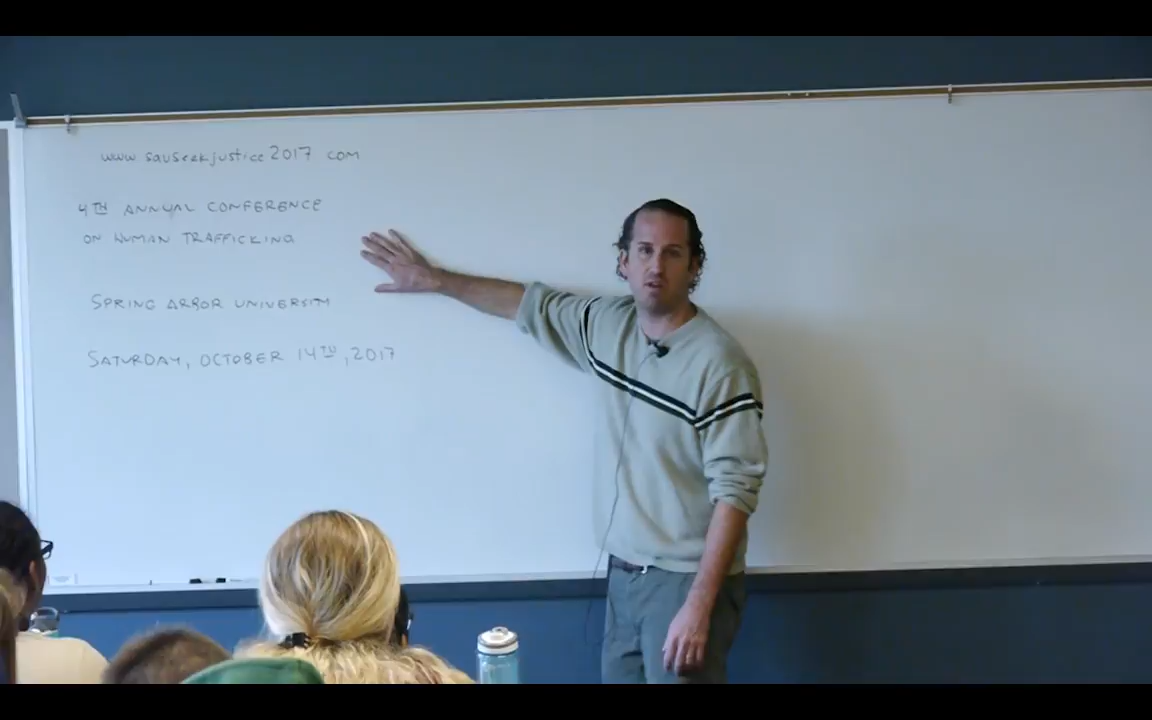 www sauseekjustice2017 com
4TH ANNUAL CONFERENCE
ON HUMAN TRAFFICKING
SPRING ARBOR UNIVERSITY
SATURDAY, OCTOBER 14TH, 2017